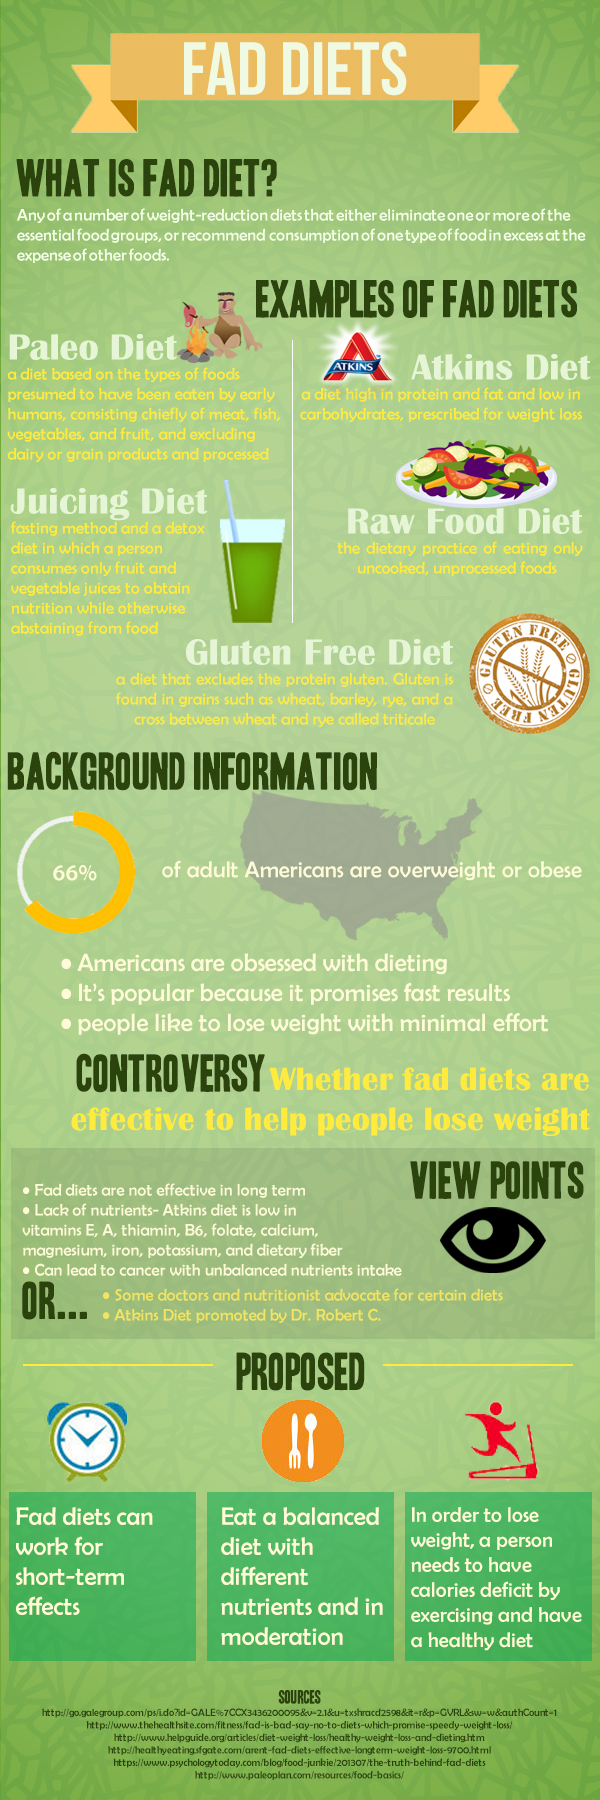 FAD DIETS
WHAT IS FAD DIET?
Any of a number of weight-reduction diets that either eliminate one or more of the
essential food groups, or recommend consumption of one type of food in excess at the
expense of other foods.
EXAMPLES OF FAD DIETS
Paleo Diet
a diet based on the types of foods
presumed to have been eaten by early
humans, consisting chiefly of meat, fish,
vegetables, and fruit, and excluding
dairy or grain products and processed
ATKINS
Atkins Diet
a diet high in protein and fat and low in
carbohydrates, prescribed for weight loss
Juicing Diet
fasting method and a detox
diet in which a person
consumes only fruit and
vegetable juices to obtain
nutrition while otherwise
abstaining from food
Raw Food Diet
the dietary practice of eating only
uncooked, unprocessed foods
Gluten Free Diet
a diet that excludes the protein gluten. Gluten is
found in grains such as wheat, barley, rye, and a
cross between wheat and rye called triticale
GLUTEN FREE
GLUTEN FREE
BACKGROUND INFORMATION
66%
of adult Americans are overweight or obese
• Americans are obsessed with dieting
• It's popular because it promises fast results
• people like to lose weight with minimal effort
CONTROVERSY Whether fad diets are
effective to help people lose weight
VIEW POINTS
• Fad diets are not effective in long term
• Lack of nutrients- Atkins diet is low in
vitamins E, A, thiamin, B6, folate, calcium,
magnesium, iron, potassium, and dietary fiber
• Can lead to cancer with unbalanced nutrients intake
OR...
• Some doctors and nutritionist advocate for certain diets
• Atkins Diet promoted by Dr. Robert C.
PROPOSED
Fad diets can
work for
short-term
effects
Eat a balanced
diet with
different
nutrients and in
moderation
In order to lose
weight, a person
needs to have
calories deficit by
exercising and have
a healthy diet
SOURCES
http://go.galegroup.com/ps/i.do?id=GALE%7CCX3436200095&v=2.1&u=txshracd2598&it=r&p=GVRL&sw=w&authCount=1
http://www.thehealthsite.com/fitness/fad-is-bad-say-no-to-diets-which-promise-speedy-weight-loss/
http://www.helpguide.org/articles/diet-weight-loss/healthy-weight-loss-and-dieting.htm
http://healthyeating.sfgate.com/arent-fad-diets-effective-longterm-weight-loss-9700.html
https://www.psychologytoday.com/blog/food-junkie/201307/the-truth-behind-fad-diets
http://www.paleoplan.com/resources/food-basics/